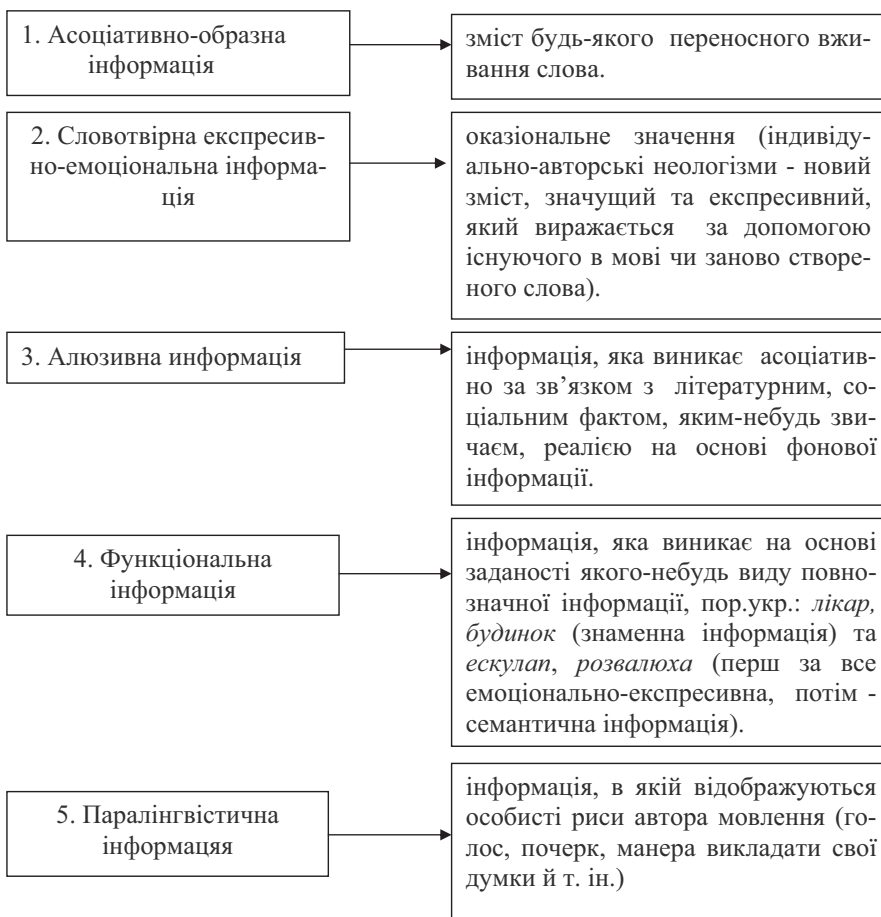 1. Асоціативно-образна
інформація
зміст будь-якого переносного вжи-
вання слова.
2. Словотвірна експресив-
но-емоціональна інформа-
ція
оказіональне значення (індивіду-
ально-авторські неологізми - новий
зміст, значущий та експресивний,
який виражається за допомогою
існуючого в мові чи заново створе-
ного слова).
3. Алюзивна информація
інформація, яка виникає асоціатив-
но за зв’язком з літературним, со-
ціальним фактом, яким-небудь зви-
чаєм, реалією на основі фонової
інформації.
4. Функціональна
інформація
інформація, яка виникає на основі
заданості якого-небудь виду повно-
значної інформації, пор.укр.: лікар,
будинок (знаменна інформація) та
ескулап, розвалюха (перш за все
емоціонально-експресивна, потім -
семантична інформація).
5. Паралінгвістична
інформацяя
інформація, в якій відображуються
особисті риси автора мовлення (го-
лос, почерк, манера викладати свої
думки й т. ін.)